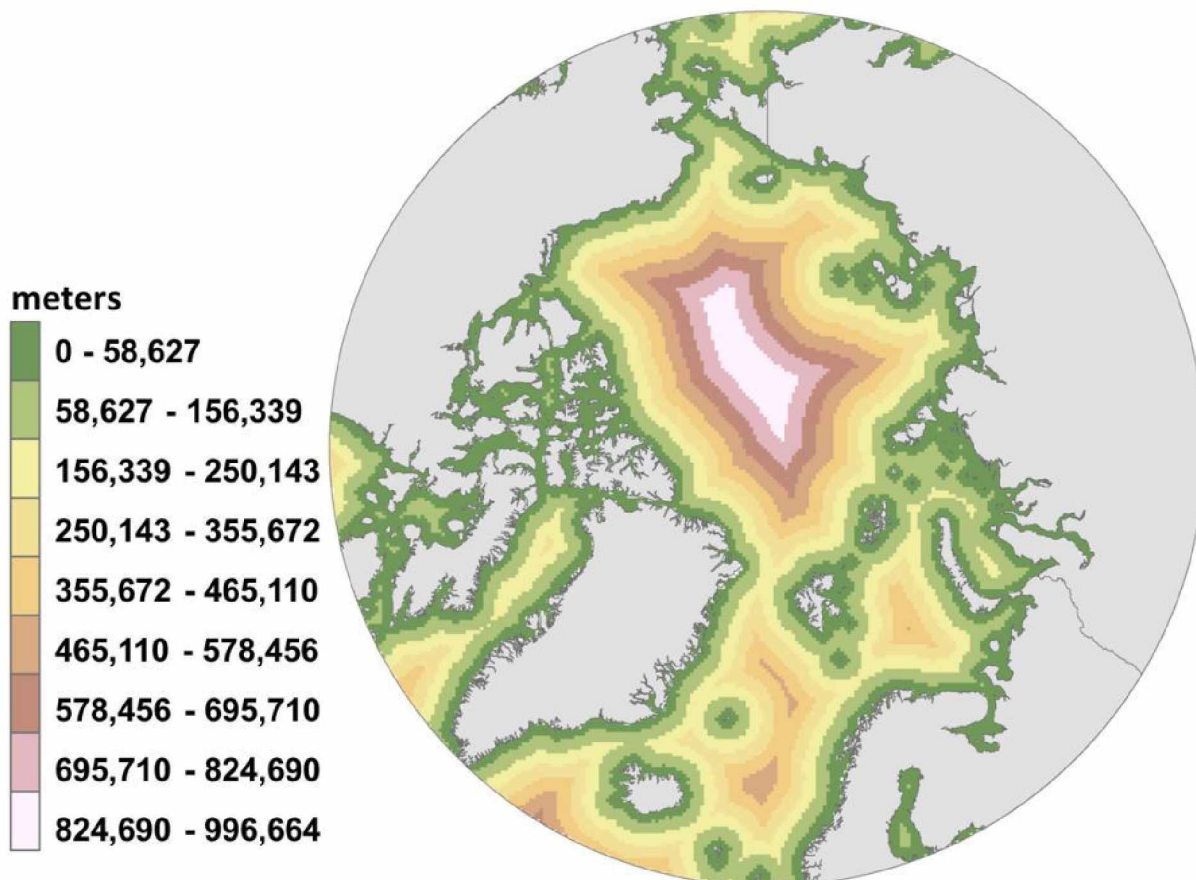 meters
0 - 58,627
58,627 - 156,339
156,339 - 250,143
250,143 - 355,672
355,672 - 465,110
465,110 - 578,456
578,456 - 695,710
695,710 - 824,690
824,690 - 996,664